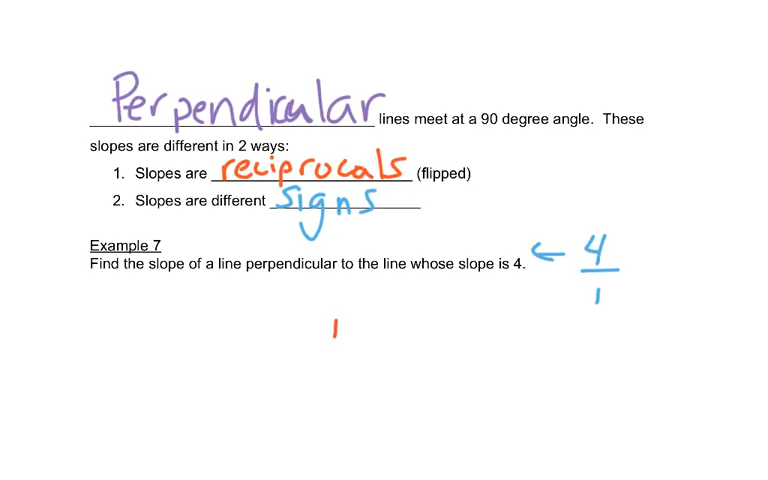 Perpendicular lines meet at a 90 degree angle. These
slopes are different in 2 ways:
1. Slopes are reciprocals (flipped)
2. Slopes are different signs
Example 7
Find the slope of a line perpendicular to the line whose slope is 4. ← 4
1
1